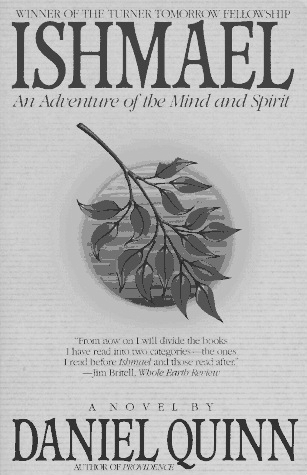 WINNER OF THE TURNER TOMORROW FELLOWSHIP
ISHMAEL
An Adventure of the Mind and Spirit
"From now on I will divide the books
I have read into two categories—the ones
I read before Ishmael and those read after."
—Jim Britell, Whole Earth Review
A NOVEL BY
DANIEL QUINN
AUTHOR OF PROVIDENCE